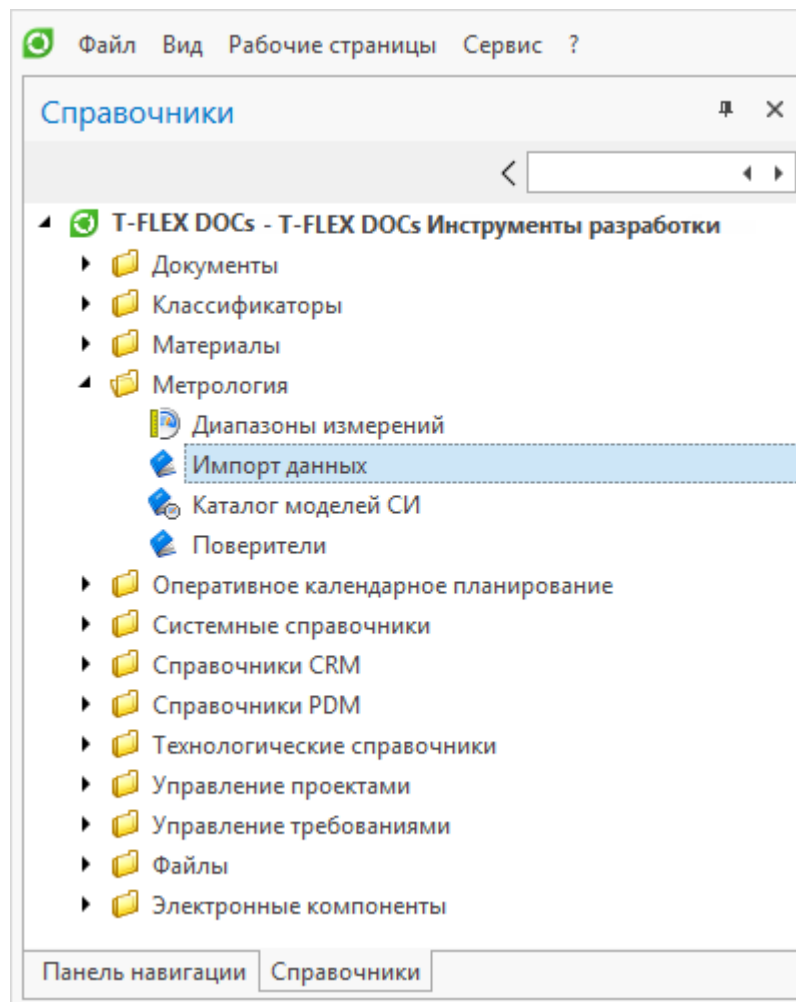 Файл Вид Рабочие страницы Сервис ?
Справочники
T-FLEX DOCs - T-FLEX DOCs Инструменты разработки
Документы
Классификаторы
Материалы
Метрология
Диапазоны измерений
Импорт данных
Каталог моделей СИ
Поверители
Оперативное календарное планирование
Системные справочники
Справочники CRM
Справочники PDM
Технологические справочники
Управление проектами
Управление требованиями
Файлы
Электронные компоненты
Панель навигации Справочники